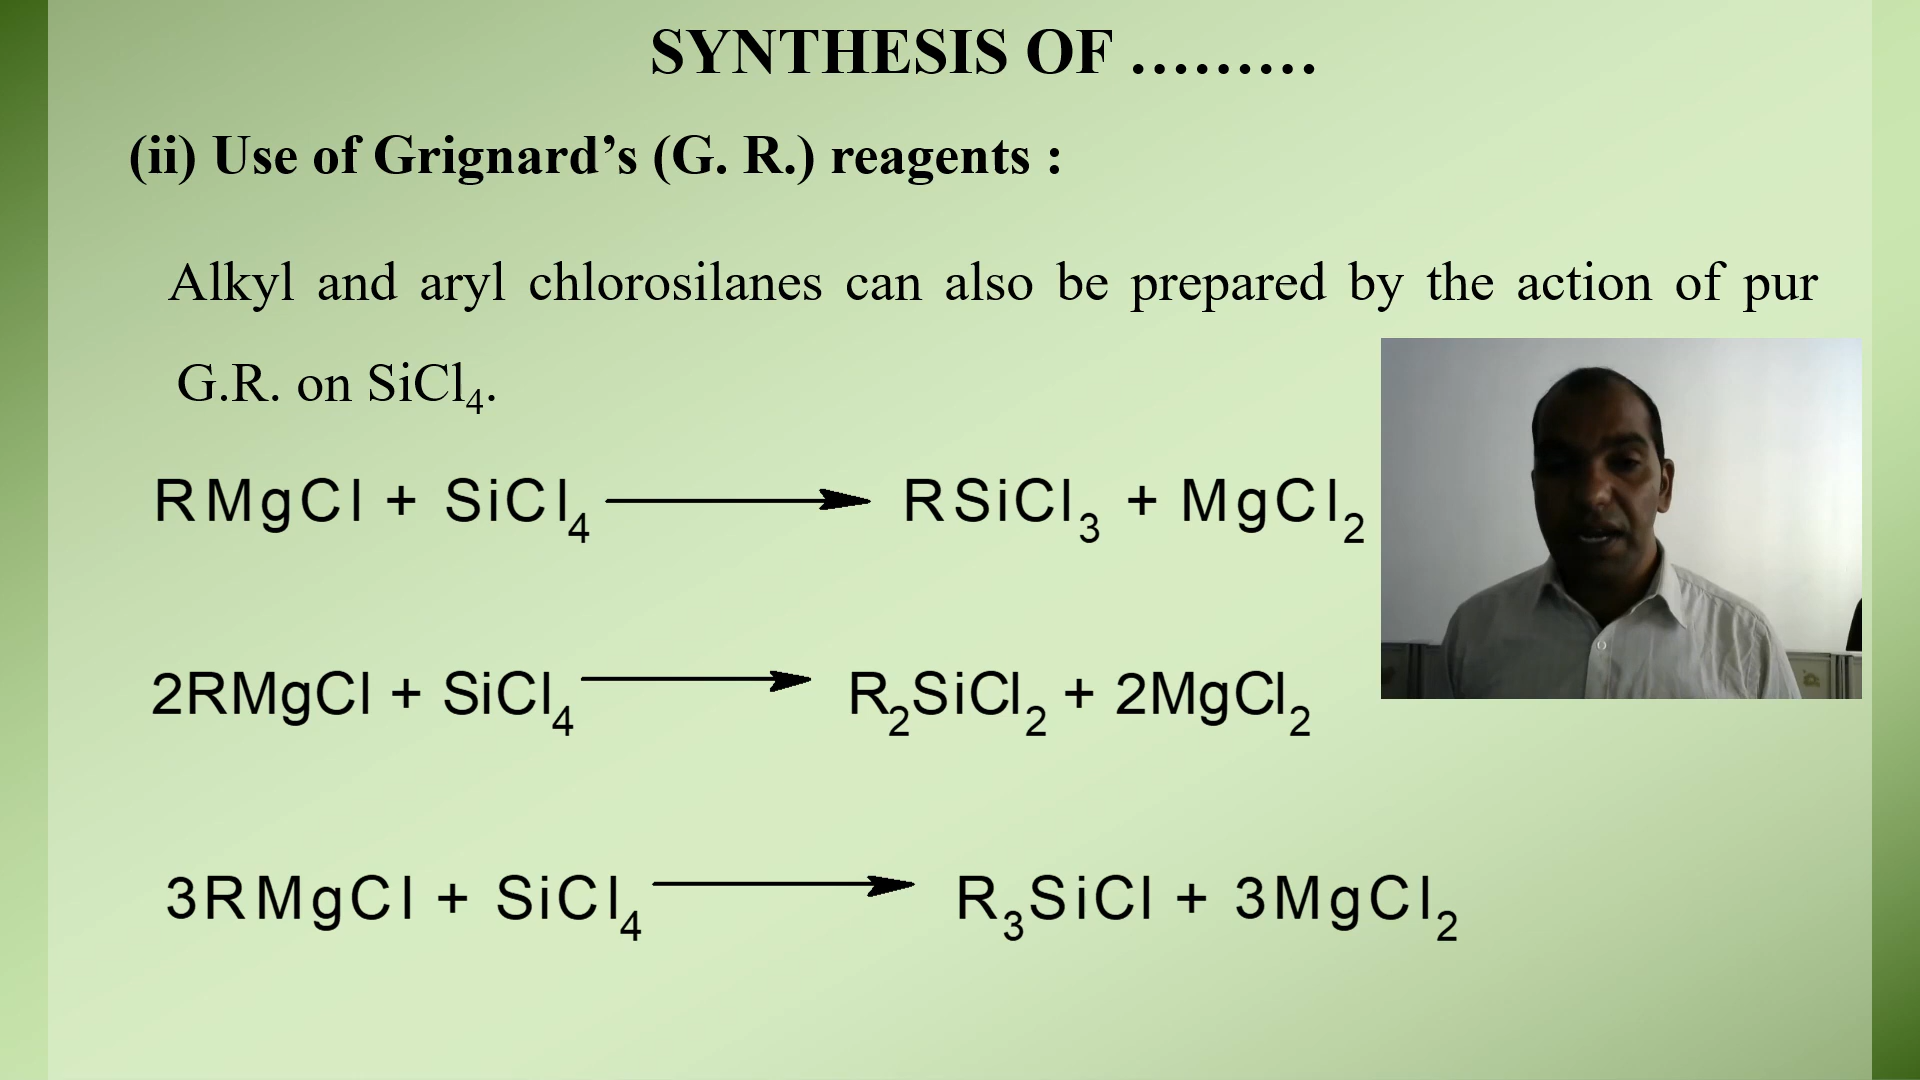 SYNTHESIS OF ………
(ii) Use of Grignard’s (G. R.) reagents :
Alkyl and aryl chlorosilanes can also be prepared by the action of pur
G.R. on SiCl₄.
RMgCl + SiCl₄ ⟶ RSiCl₃ + MgCl₂
2RMgCl + SiCl₄ ⟶ R₂SiCl₂ + 2MgCl₂
3RMgCl + SiCl₄ ⟶ R₃SiCl + 3MgCl₂